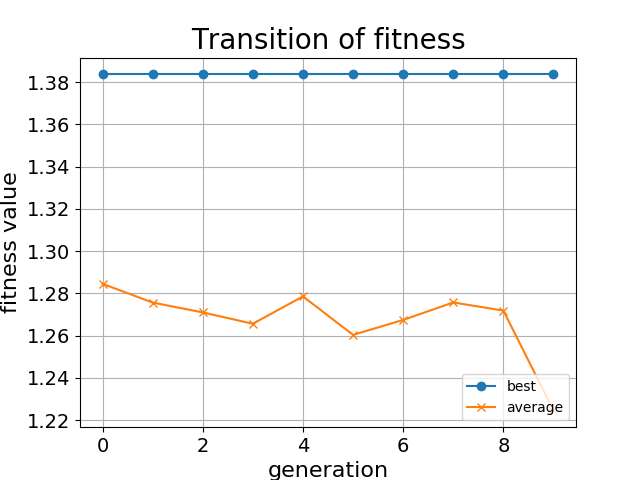 Transition of fitness
fitness value
1.38
1.36
1.34
1.32
1.30
1.28
1.26
1.24
1.22
0 2 4 6 8
generation
best
average